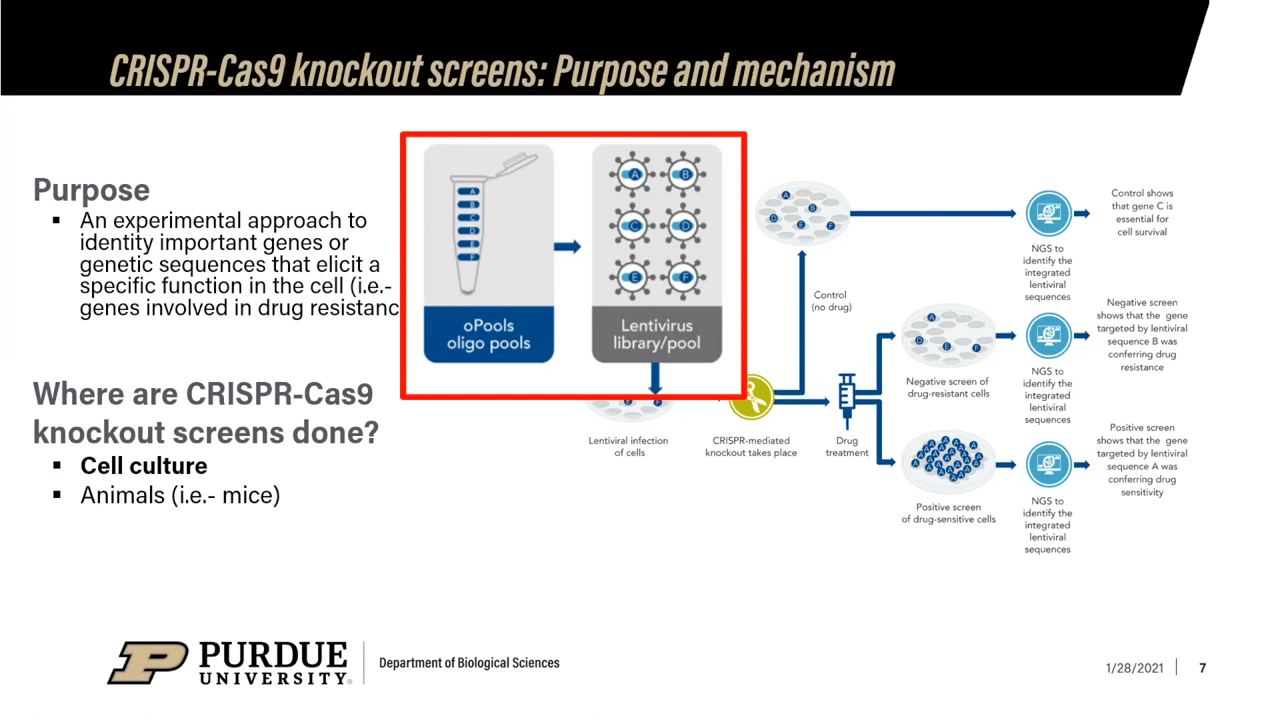 CRISPR-Cas9 knockout screens: Purpose and mechanism
Purpose
▪ An experimental approach to
identity important genes or
genetic sequences that elicit a
specific function in the cell (i.e.-
genes involved in drug resistanc
Where are CRISPR-Cas9
knockout screens done?
▪ Cell culture
▪ Animals (i.e.- mice)
A
B
C
D
E
F
oPools
oligo pools
A B
C D
E F
Lentivirus
library/pool
E F
Lentiviral infection
of cells
CRISPR-mediated
knockout takes place
A
B
D
E F
Control
(no drug)
Drug
treatment
NGS to
identify the
integrated
lentiviral
sequences
Control shows
that gene C is
essential for
cell survival
A
D
E F
Negative screen of
drug-resistant cells
NGS to
identify the
integrated
lentiviral
sequences
Negative screen
shows that the gene
targeted by lentiviral
sequence B was
conferring drug
resistance
Positive screen
of drug-sensitive cells
NGS to
identify the
integrated
lentiviral
sequences
Positive screen
shows that the gene
targeted by lentiviral
sequence A was
conferring drug
sensitivity
P PURDUE
UNIVERSITY®
Department of Biological Sciences
1/28/2021 7